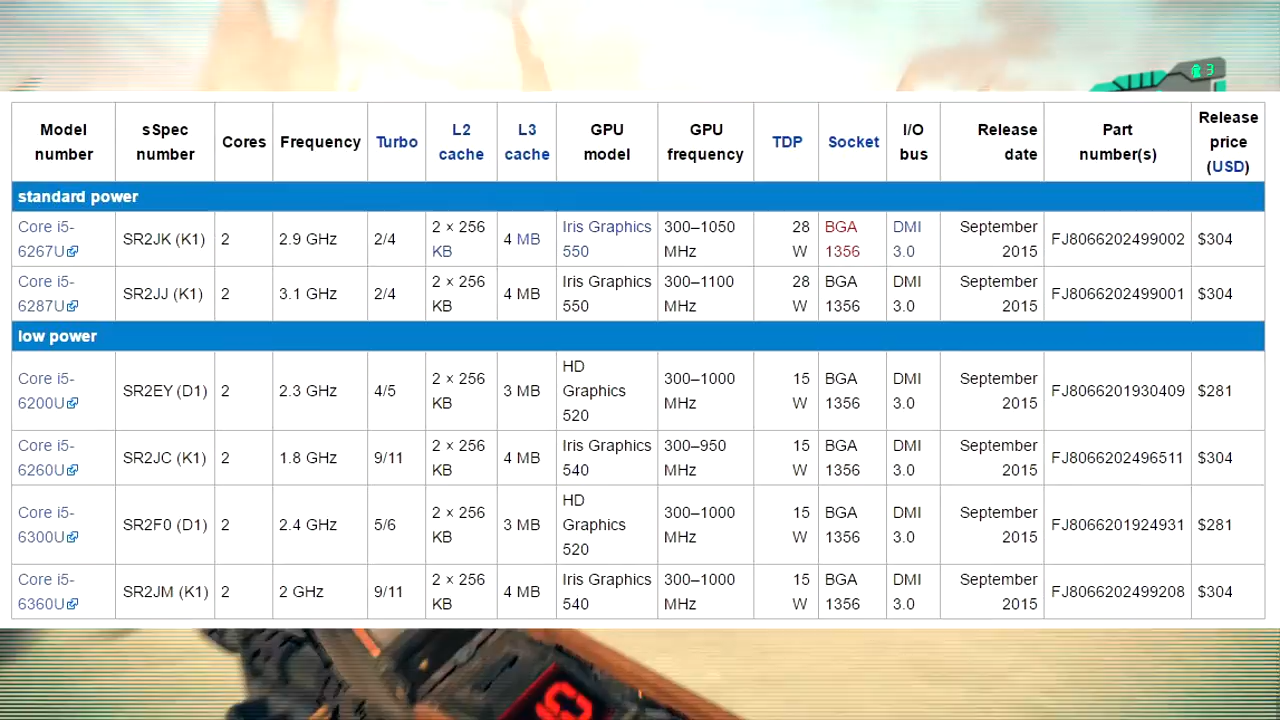 3
Model number sSpec number Cores Frequency Turbo L2 cache L3 cache GPU model GPU frequency TDP Socket I/O bus Release date Part number(s) Release price (USD)
standard power
Core i5-6267U SR2JK (K1) 2 2.9 GHz 2/4 2 × 256 KB 4 MB Iris Graphics 550 300–1050 MHz 28 W BGA 1356 DMI 3.0 September 2015 FJ8066202499002 $304
Core i5-6287U SR2JJ (K1) 2 3.1 GHz 2/4 2 × 256 KB 4 MB Iris Graphics 550 300–1100 MHz 28 W BGA 1356 DMI 3.0 September 2015 FJ8066202499001 $304
low power
Core i5-6200U SR2EY (D1) 2 2.3 GHz 4/5 2 × 256 KB 3 MB HD Graphics 520 300–1000 MHz 15 W BGA 1356 DMI 3.0 September 2015 FJ8066201930409 $281
Core i5-6260U SR2JC (K1) 2 1.8 GHz 9/11 2 × 256 KB 4 MB Iris Graphics 540 300–950 MHz 15 W BGA 1356 DMI 3.0 September 2015 FJ8066202496511 $304
Core i5-6300U SR2F0 (D1) 2 2.4 GHz 5/6 2 × 256 KB 3 MB HD Graphics 520 300–1000 MHz 15 W BGA 1356 DMI 3.0 September 2015 FJ8066201924931 $281
Core i5-6360U SR2JM (K1) 2 2 GHz 9/11 2 × 256 KB 4 MB Iris Graphics 540 300–1000 MHz 15 W BGA 1356 DMI 3.0 September 2015 FJ8066202499208 $304